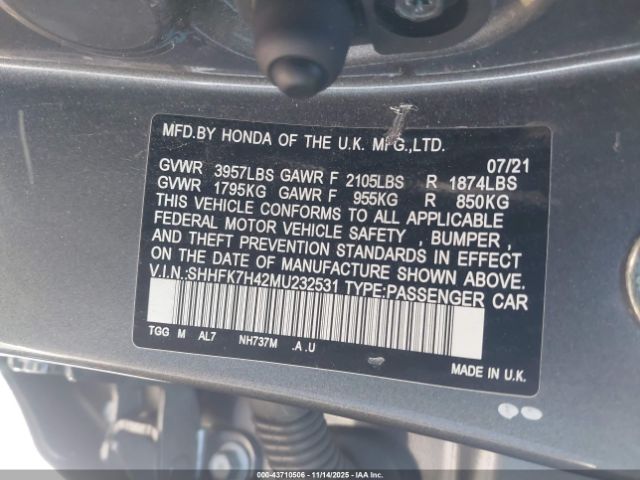 MFD.BY HONDA OF THE U.K. MFG.,LTD.
07/21
GVWR 3957LBS GAWR F 2105LBS R 1874LBS
GVWR 1795KG GAWR F 955KG R 850KG
THIS VEHICLE CONFORMS TO ALL APPLICABLE
FEDERAL MOTOR VEHICLE SAFETY , BUMPER ,
AND THEFT PREVENTION STANDARDS IN EFFECT
ON THE DATE OF MANUFACTURE SHOWN ABOVE.
V.I.N.:SHHFK7H42MU232531 TYPE:PASSENGER CAR
TGG M AL7 NH737M .A.U
MADE IN U.K.
000-43710506 11/14/2025 IAAI.COM